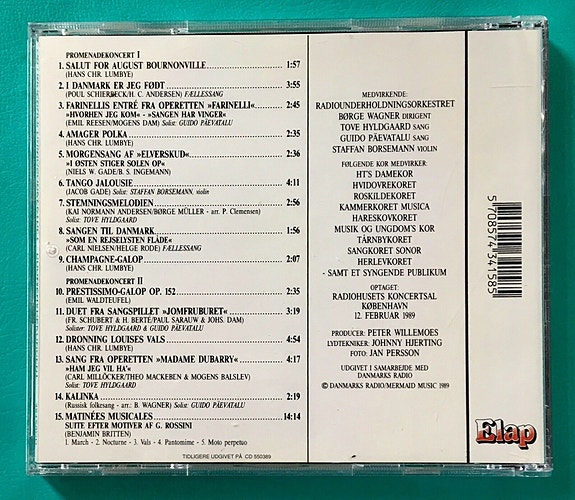 PROMENADEKONCERT I
1. SALUT FOR AUGUST BOURNONVILLE 1:57
(HANS CHR. LUMBYE)
2. I DANMARK ER JEG FØDT 3:55
(POUL SCHIERBECK/H. C. ANDERSEN) FÆLLESSANG
3. FARINELLIS ENTRÉ FRA OPERETTEN »FARINELLI« 2:45
»HVORHEN JEG KOM« - »SANGEN HAR VINGER«
(EMIL REESEN/MOGENS DAM) Solist: GUIDO PÄEVATALU
4. AMAGER POLKA 2:35
(HANS CHR. LUMBYE)
5. MORGENSANG AF »ELVERSKUD« 2:36
»I ØSTEN STIGER SOLEN OP«
(NIELS W. GADE/B. S. INGEMANN)
6. TANGO JALOUSIE 4:11
(JACOB GADE) Solist: STAFFAN BORSEMANN, violin
7. STEMNINGSMELODIEN 2:56
(KAI NORMANN ANDERSEN/BØRGE MÜLLER - arr. P. Clemensen)
Solist: TOVE HYLDGAARD
8. SANGEN TIL DANMARK 1:56
»SOM EN REJSELYSTEN FLÅDE«
(CARL NIELSEN/HELGE RODE) FÆLLESSANG
9. CHAMPAGNE-GALOP 2:07
(HANS CHR. LUMBYE)
PROMENADEKONCERT II
10. PRESTISSIMO-GALOP OP. 152 2:35
(EMIL WALDTEUFEL)
11. DUET FRA SANGSPILLET »JOMFRUBURET« 3:19
(FR. SCHUBERT & H. BERTÉ/PAUL SARAUW & JOHS. DAM)
Solister: TOVE HYLDGAARD & GUIDO PÄEVATALU
12. DRONNING LOUISES VALS 4:54
(HANS CHR. LUMBYE)
13. SANG FRA OPERETTEN »MADAME DUBARRY« 4:17
»HAM JEG VIL HA'«
(CARL MILLÖCKER/THEO MACKEBEN & MOGENS BALSLEV)
Solist: TOVE HYLDGAARD
14. KALINKA 2:19
(Russisk folkesang - arr: B. WAGNER) Solist: GUIDO PÄEVATALU
15. MATINÉES MUSICALES 14:14
SUITE EFTER MOTIVER AF G. ROSSINI
(BENJAMIN BRITTEN)
1. March - 2. Nocturne - 3. Vals - 4. Pantomime - 5. Moto perpetuo
TIDLIGERE UDGIVET PÅ CD 550369
MEDVIRKENDE:
RADIOUNDERHOLDNINGSORKESTRET
BØRGE WAGNER DIRIGENT
TOVE HYLDGAARD SANG
GUIDO PÄEVATALU SANG
STAFFAN BORSEMANN VIOLIN
FØLGENDE KOR MEDVIRKER:
HT'S DAMEKOR
HVIDOVREKORET
ROSKILDEKORET
KAMMERKORET MUSICA
HARESKOVKORET
MUSIK OG UNGDOM'S KOR
TÅRNBYKORET
SANGKORET SONOR
HERLEVKORET
- SAMT ET SYNGENDE PUBLIKUM
OPTAGET:
RADIOHUSETS KONCERTSAL
KØBENHAVN
12. FEBRUAR 1989
PRODUCER: PETER WILLEMOES
LYDTEKNIKER: JOHNNY HJERTING
FOTO: JAN PERSSON
UDGIVET I SAMARBEJDE MED
DANMARKS RADIO
© DANMARKS RADIO/MERMAID MUSIC 1989
5 708574 341585
Elap